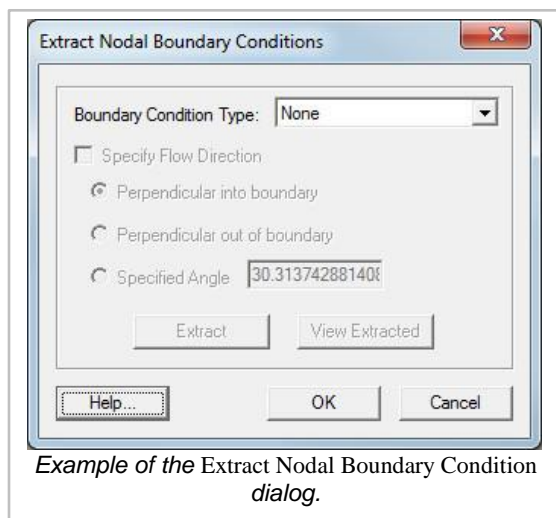 Extract Nodal Boundary Conditions
Boundary Condition Type: None
Specify Flow Direction
Perpendicular into boundary
Perpendicular out of boundary
Specified Angle 30.313742881408
Extract View Extracted
Help... OK Cancel
Example of the Extract Nodal Boundary Condition
dialog.